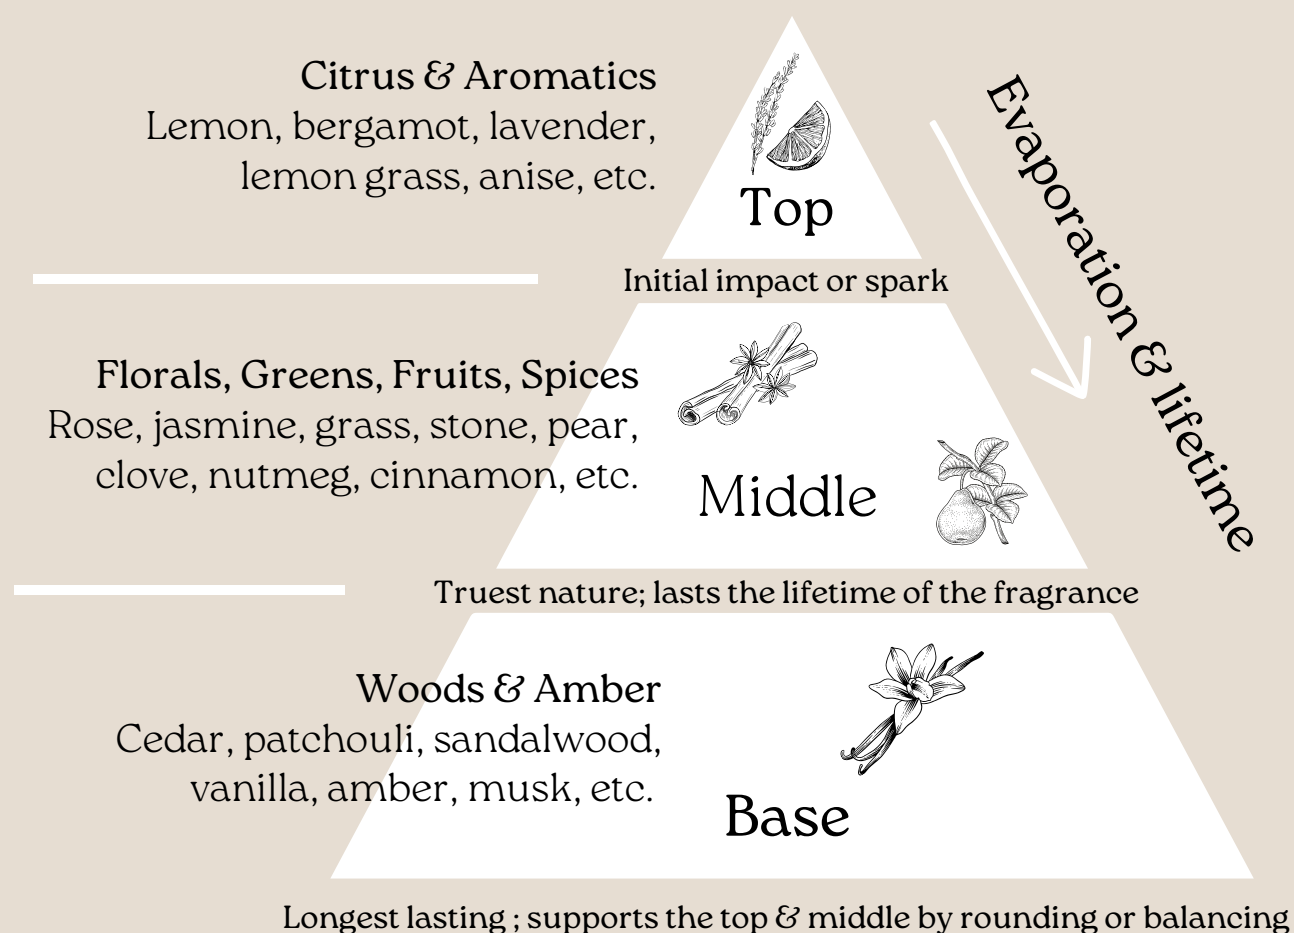 Citrus & Aromatics
Lemon, bergamot, lavender,
lemon grass, anise, etc.
Top
Evaporation & lifetime
Initial impact or spark
Florals, Greens, Fruits, Spices
Rose, jasmine, grass, stone, pear,
clove, nutmeg, cinnamon, etc.
Middle
Truest nature; lasts the lifetime of the fragrance
Woods & Amber
Cedar, patchouli, sandalwood,
vanilla, amber, musk, etc.
Base
Longest lasting ; supports the top & middle by rounding or balancing